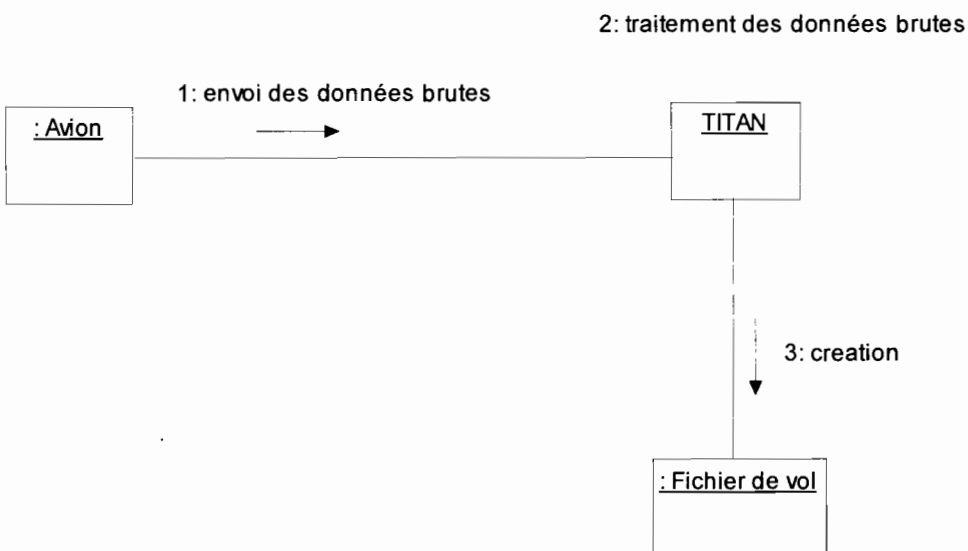 2: traitement des données brutes
1: envoi des données brutes
: Avion
TITAN
3: creation
: Fichier de vol